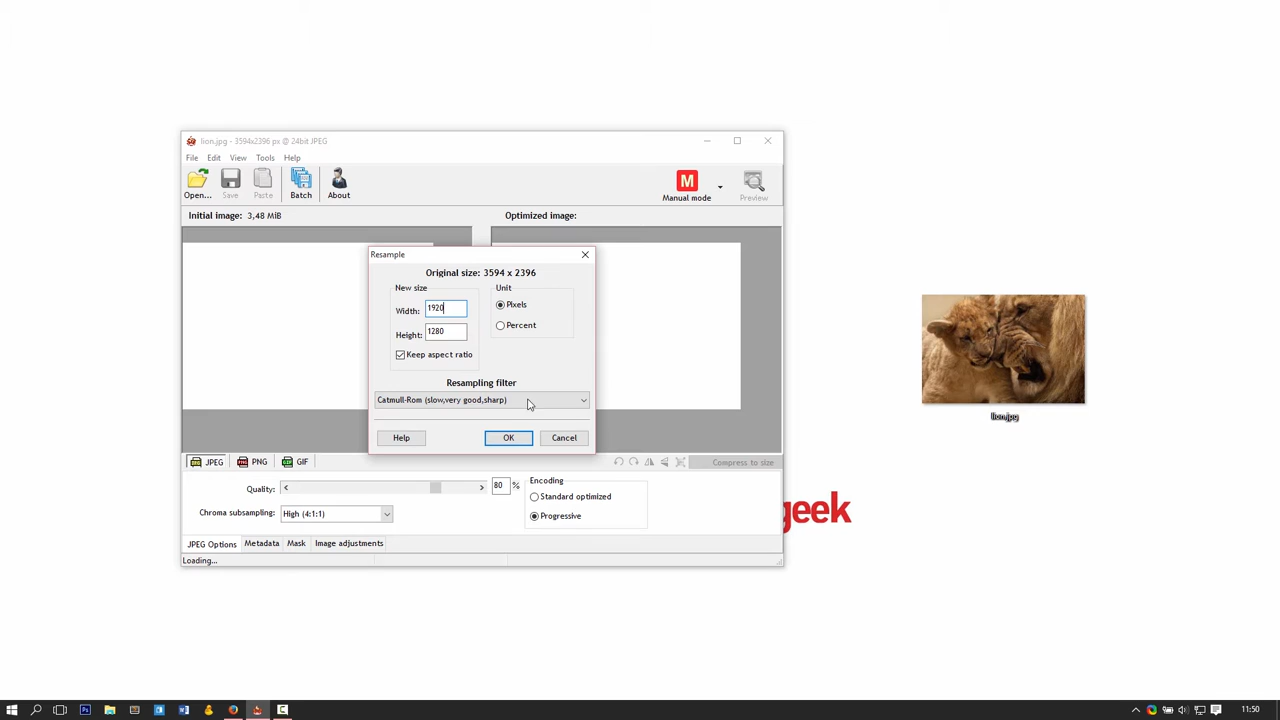 lion.jpg - 3594x2396 px @ 24bit JPEG
File Edit View Tools Help
Open... Save Paste Batch About
M
Manual mode Preview
Initial image: 3,48 MiB
Optimized image:
Resample
Original size: 3594 x 2396
New size
Unit
Width: 1920
Pixels
Height: 1280
Percent
Keep aspect ratio
Resampling filter
Catmull-Rom (slow,very good,sharp)
Help OK Cancel
lion.jpg
JPEG PNG GIF
Compress to size
Quality: 80 %
Encoding
Standard optimized
Chroma subsampling: High (4:1:1)
Progressive
geek
JPEG Options Metadata Mask Image adjustments
Loading...
11:50